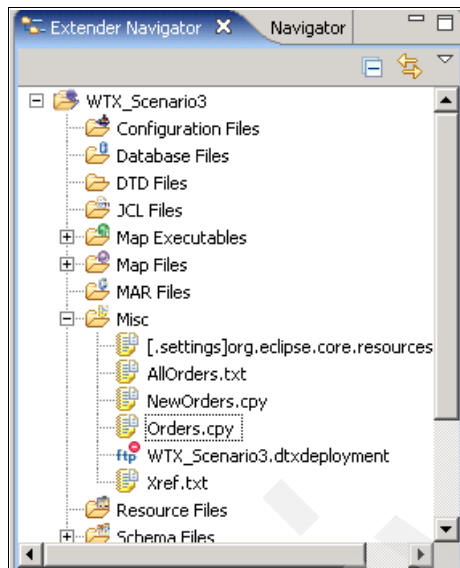 Extender Navigator Navigator
WTX_Scenario3
Configuration Files
Database Files
DTD Files
JCL Files
Map Executables
Map Files
MAR Files
Misc
[.settings]org.eclipse.core.resources
AllOrders.txt
NewOrders.cpy
Orders.cpy
ftp WTX_Scenario3.dtxdeployment
Xref.txt
Resource Files
Schema Files